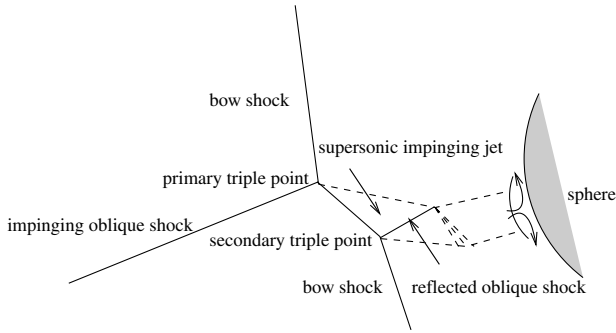 bow shock
supersonic impinging jet
primary triple point
sphere
impinging oblique shock
secondary triple point
bow shock
reflected oblique shock